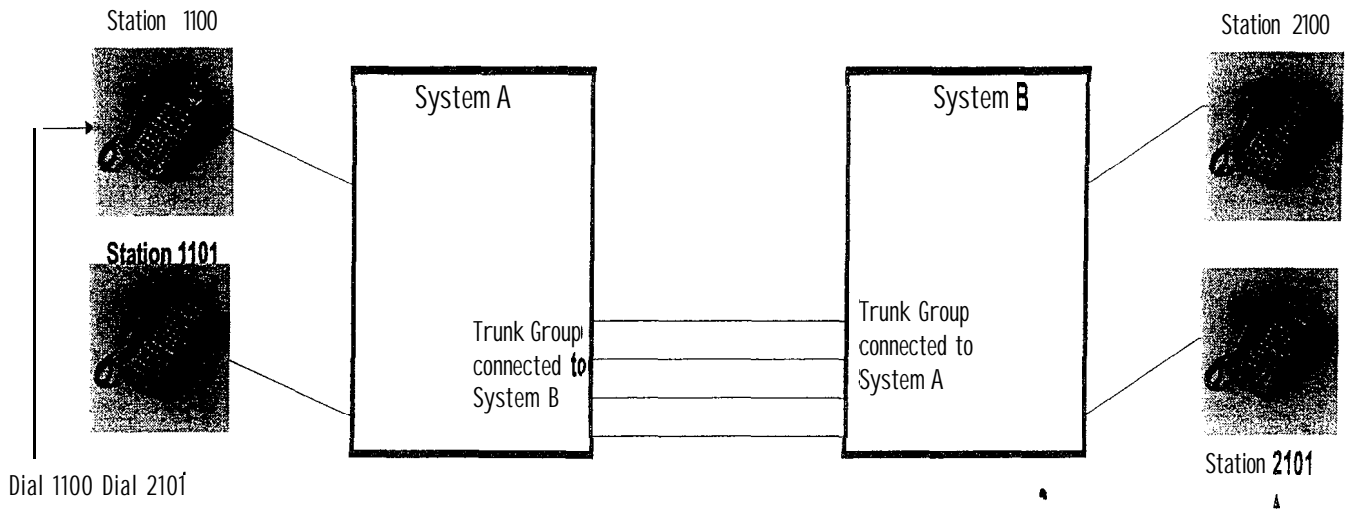 Station 1100
Station 2100
System A
System B
Station 1101
Trunk Group
connected to
System B
Trunk Group
connected to
System A
Station 2101
Dial 1100 Dial 2101